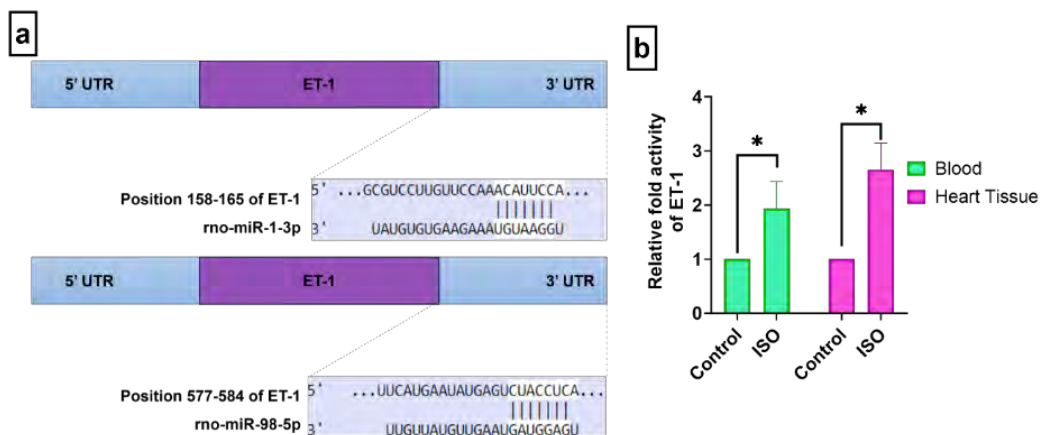 a
5' UTR ET-1 3' UTR
Position 158-165 of ET-1
rno-miR-1-3p
5' ...GCGUCCUUGUUCCAAACAUUCCA...
3' UAUGUGUGAAGAAAUGUAAGGU
5' UTR ET-1 3' UTR
Position 577-584 of ET-1
rno-miR-98-5p
5' ...UUCAUGAAUAUGAGUCUACCUCA...
3' UUGUUAUGUUGAAUGAUGGAGU
b
Relative fold activity
of ET-1
4
3
2
1
0
* *
Control ISO Control ISO
Blood
Heart Tissue